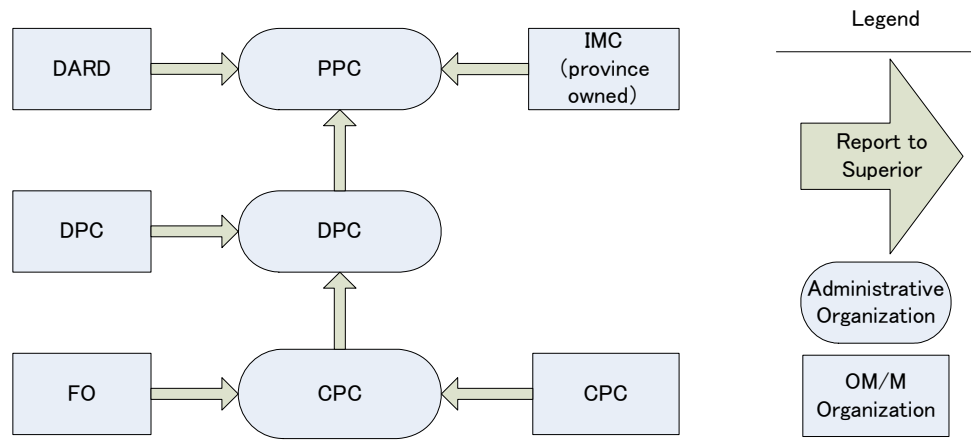 Legend
DARD
PPC
IMC
(province
owned)
Report to
Superior
DPC
DPC
Administrative
Organization
FO
CPC
CPC
OM/M
Organization